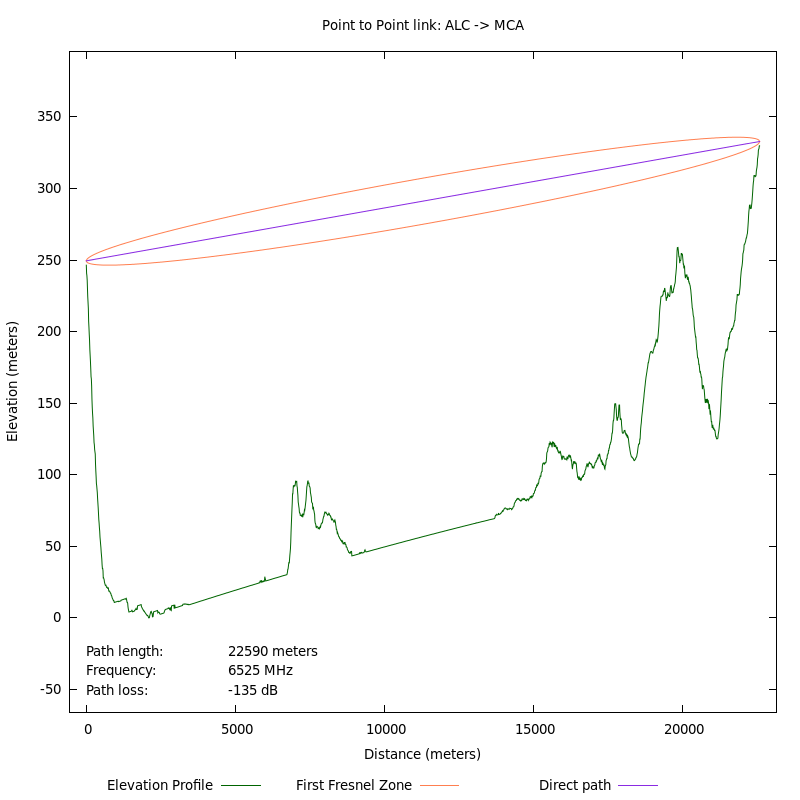 Point to Point link: ALC -> MCA
Elevation (meters)
350
300
250
200
150
100
50
0
-50
Path length: 22590 meters
Frequency: 6525 MHz
Path loss: -135 dB
0 5000 10000 15000 20000
Distance (meters)
Elevation Profile First Fresnel Zone Direct path